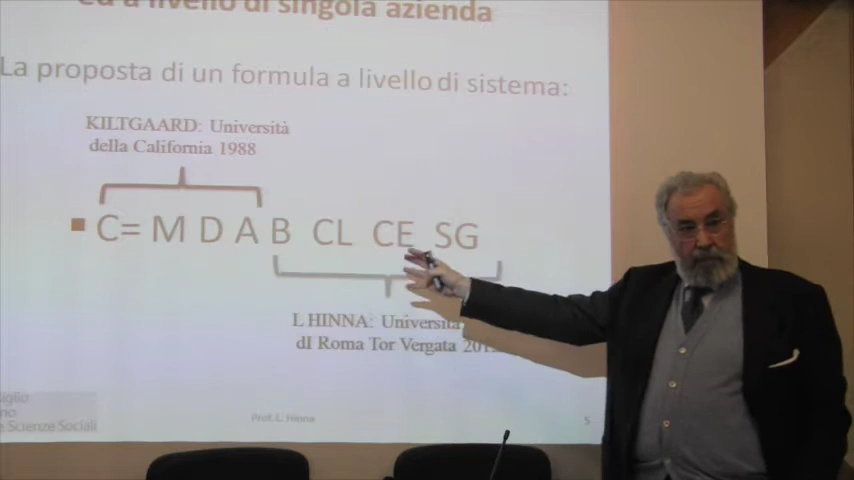 ed a livello di singola azienda
La proposta di un formula a livello di sistema:
KILTGAARD: Università
della California 1988
C= M D A B CL CE SG
L HINNA: Università
dI Roma Tor Vergata
Prof. L. Hinna
5
Scienze Sociali